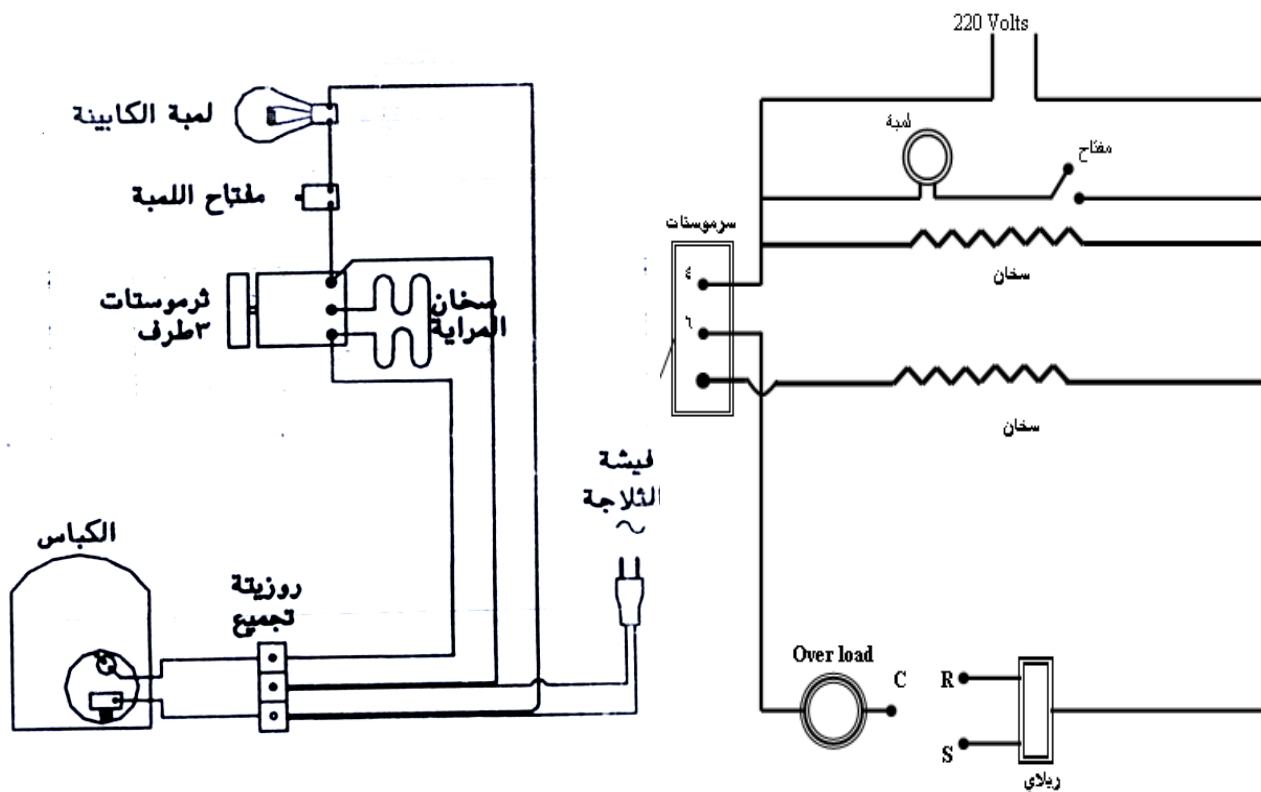 لمبة الكابينة
مفتاح اللمبة
ثرموستات
٣طرف
سخان
المراية
فيشة
الثلاجة
~
الكباس
روزيتة
تجميع
220 Volts
لمبة
مفتاح
سرموستات
٤
٦
سخان
سخان
Over load
C
R
S
ريلاي